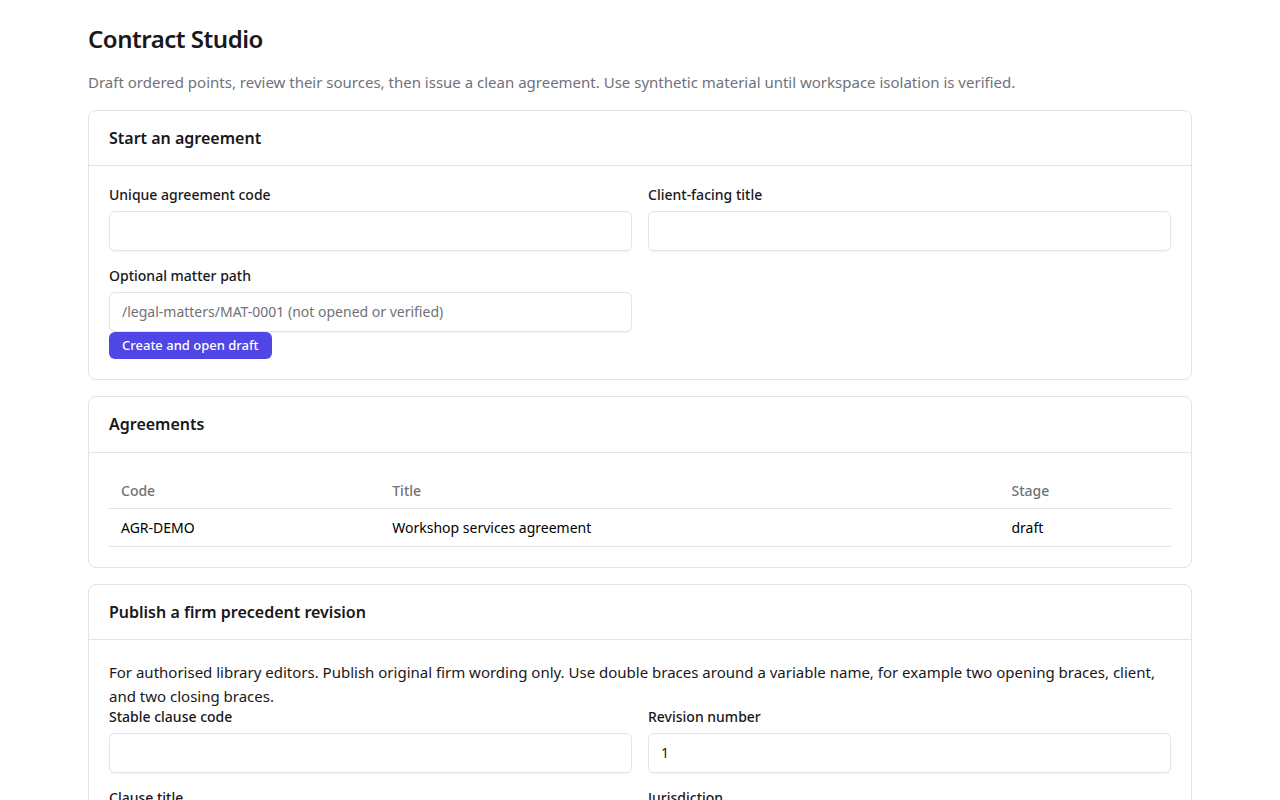 Contract Studio
Draft ordered points, review their sources, then issue a clean agreement. Use synthetic material until workspace isolation is verified.
Start an agreement
Unique agreement code
Client-facing title
Optional matter path
/legal-matters/MAT-0001 (not opened or verified)
Create and open draft
Agreements
Code Title Stage
AGR-DEMO Workshop services agreement draft
Publish a firm precedent revision
For authorised library editors. Publish original firm wording only. Use double braces around a variable name, for example two opening braces, client,
and two closing braces.
Stable clause code
Revision number
1
Clause title
Jurisdiction